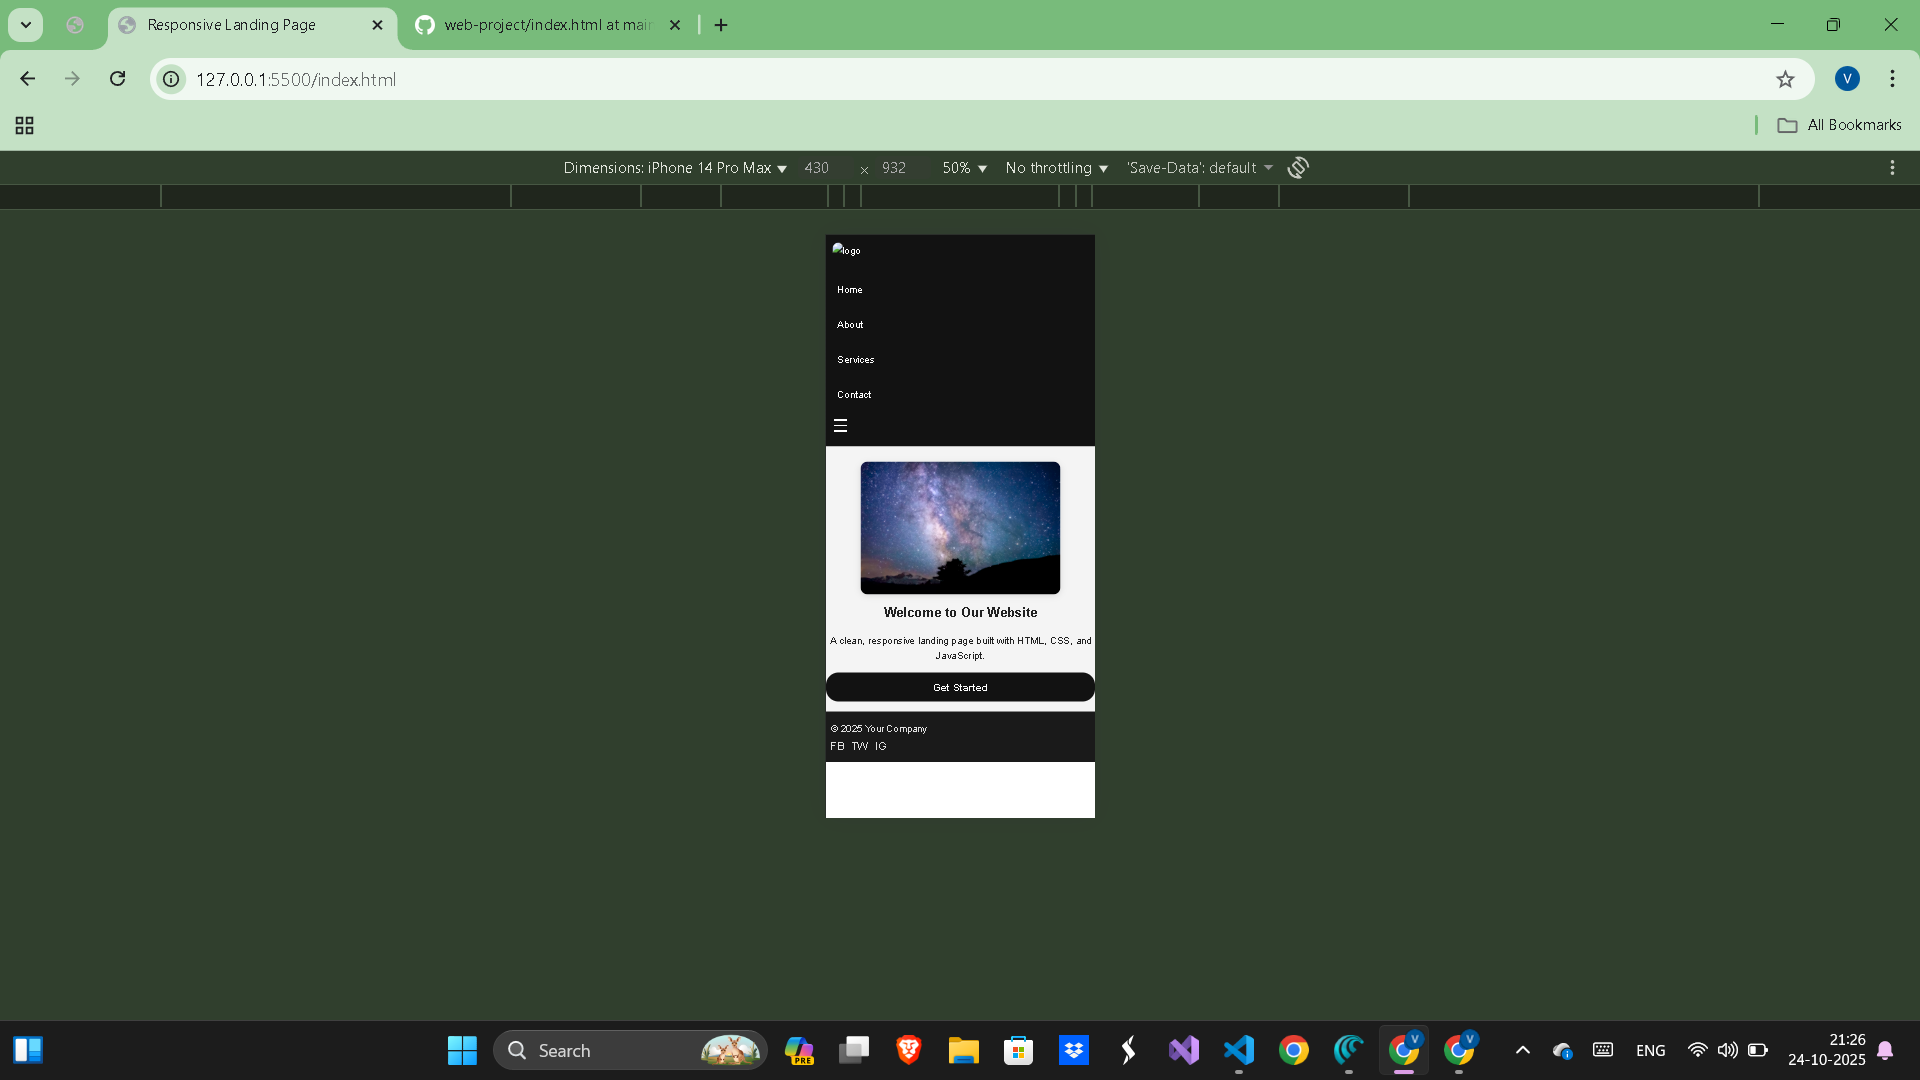 Responsive Landing Page
web-project/index.html at main
127.0.0.1:5500/index.html
V
All Bookmarks
Dimensions: iPhone 14 Pro Max 430 × 932 50% No throttling 'Save-Data': default
logo
Home
About
Services
Contact
Welcome to Our Website
A clean, responsive landing page built with HTML, CSS, and
JavaScript.
Get Started
© 2025 Your Company
FB TW IG
Search
PRE
V
V
ENG
21:26
24-10-2025